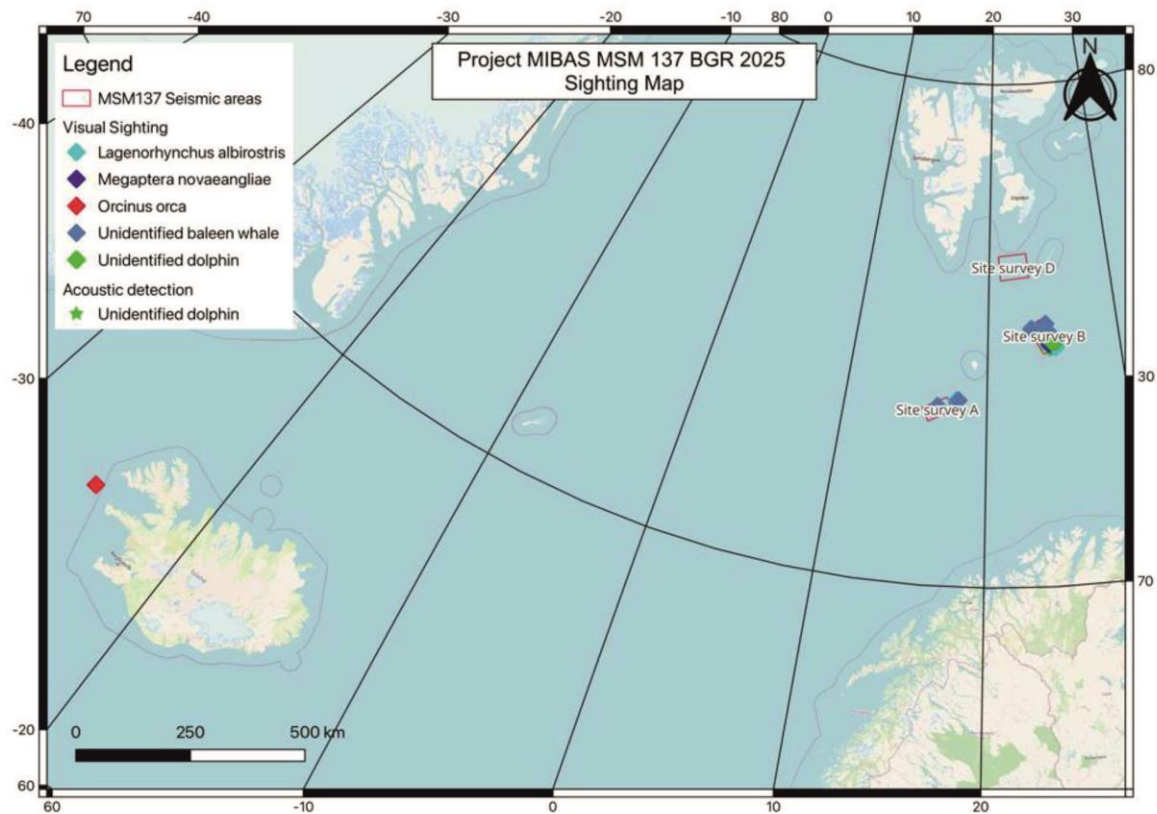 70
-40
-30
-20
-10
80
0
10
20
30
Project MIBAS MSM 137 BGR 2025
Sighting Map
N
Legend
MSM137 Seismic areas
Visual Sighting
Lagenorhynchus albirostris
Megaptera novaeangliae
Orcinus orca
Unidentified baleen whale
Unidentified dolphin
Acoustic detection
Unidentified dolphin
80
-40
Site survey D
Site survey B
-30
30
Site survey A
70
-20
0
250
500 km
60
60
-10
0
10
20